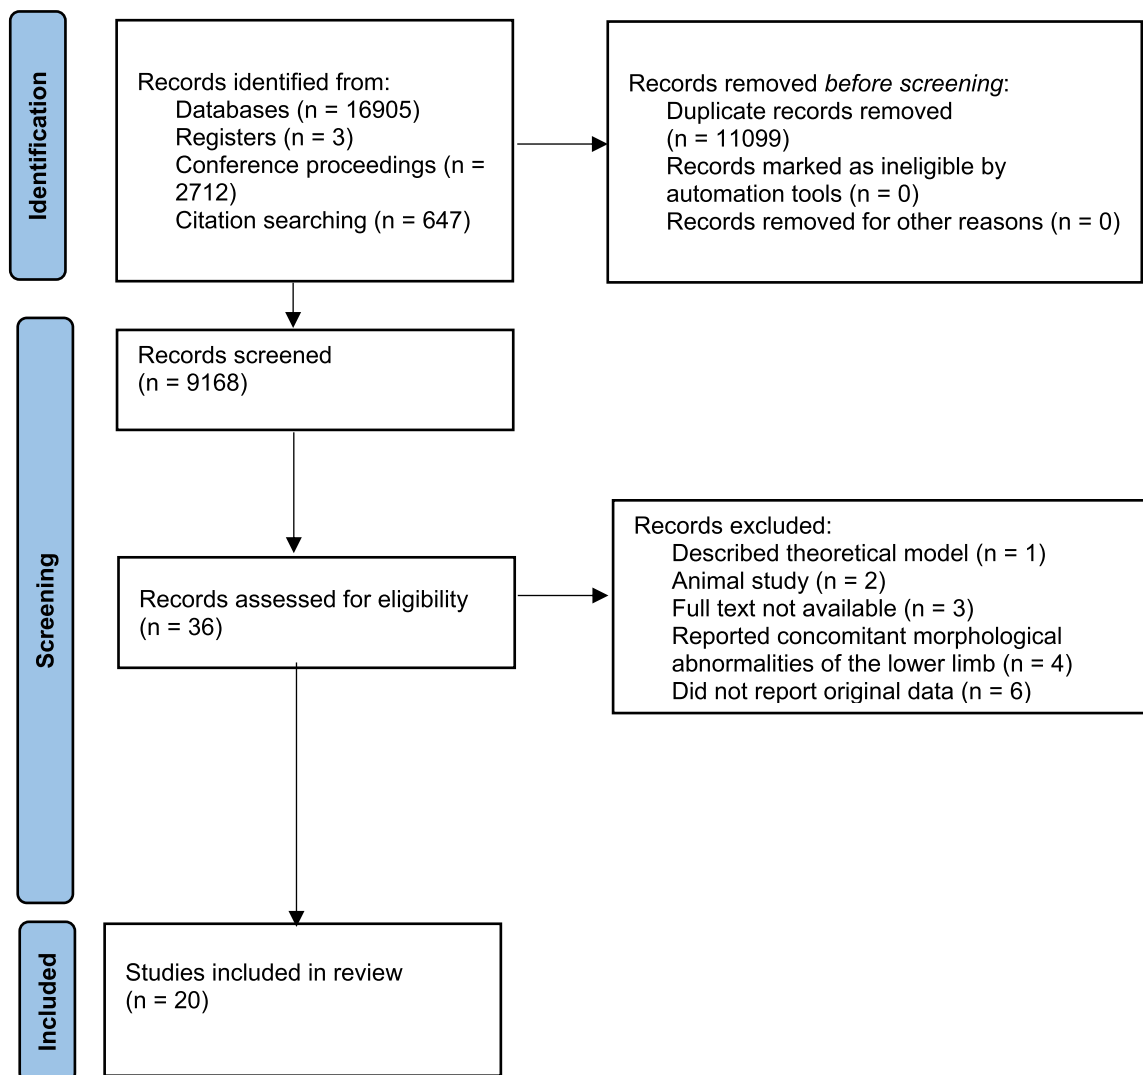 Identification
Records identified from:
Databases (n = 16905)
Registers (n = 3)
Conference proceedings (n =
2712)
Citation searching (n = 647)
Records removed before screening:
Duplicate records removed
(n = 11099)
Records marked as ineligible by
automation tools (n = 0)
Records removed for other reasons (n = 0)
Screening
Records screened
(n = 9168)
Records assessed for eligibility
(n = 36)
Records excluded:
Described theoretical model (n = 1)
Animal study (n = 2)
Full text not available (n = 3)
Reported concomitant morphological
abnormalities of the lower limb (n = 4)
Did not report original data (n = 6)
Included
Studies included in review
(n = 20)